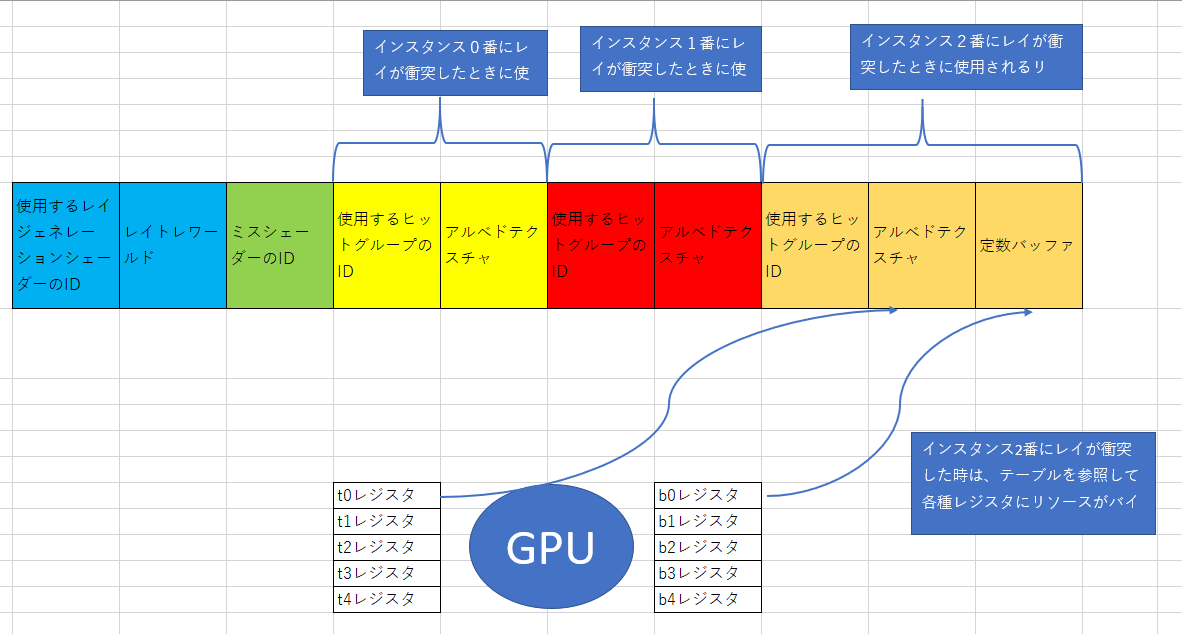 インスタンス０番にレ
イが衝突したときに使
インスタンス１番にレ
イが衝突したときに使
インスタンス２番にレイが衝
突したときに使用されるリ
使用するレイ
ジェネレー
ションシェー
ダーのID
レイトレワー
ルド
ミスシェー
ダーのID
使用するヒッ
トグループの
ID
アルベドテク
スチャ
使用するヒッ
トグループの
ID
アルベドテク
スチャ
使用するヒッ
トグループの
ID
アルベドテク
スチャ
定数バッファ
インスタンス2番にレイが衝突
した時は、テーブルを参照して
各種レジスタにリソースがバイ
t0レジスタ
t1レジスタ
t2レジスタ
t3レジスタ
t4レジスタ
GPU
b0レジスタ
b1レジスタ
b2レジスタ
b3レジスタ
b4レジスタ